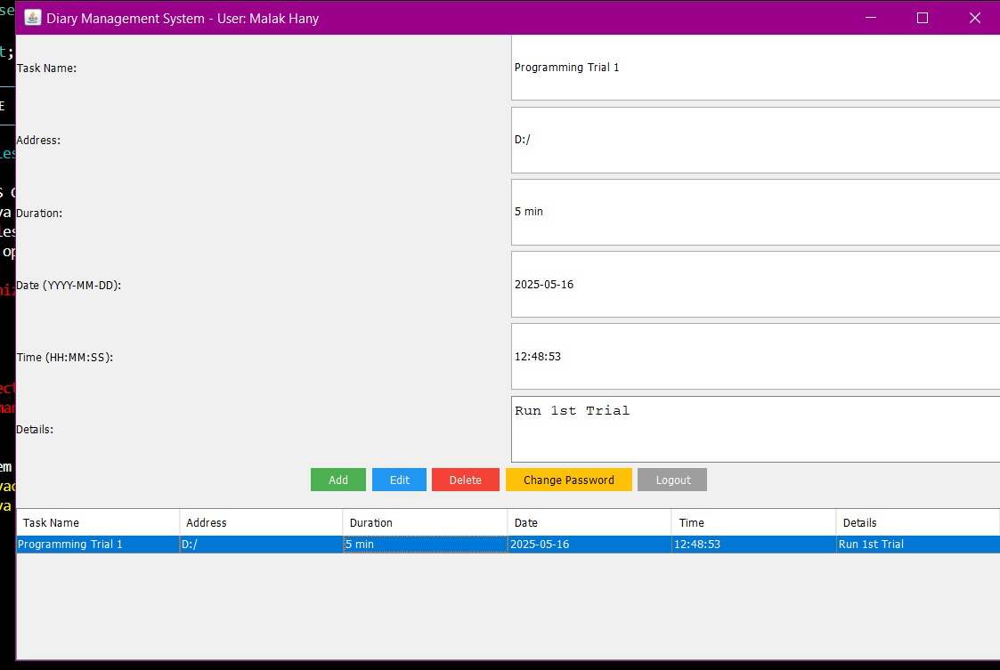 Diary Management System - User: Malak Hany
Task Name: Programming Trial 1
Address: D:/
Duration: 5 min
Date (YYYY-MM-DD): 2025-05-16
Time (HH:MM:SS): 12:48:53
Details: Run 1st Trial
Add Edit Delete Change Password Logout
Task Name Address Duration Date Time Details
Programming Trial 1 D:/ 5 min 2025-05-16 12:48:53 Run 1st Trial